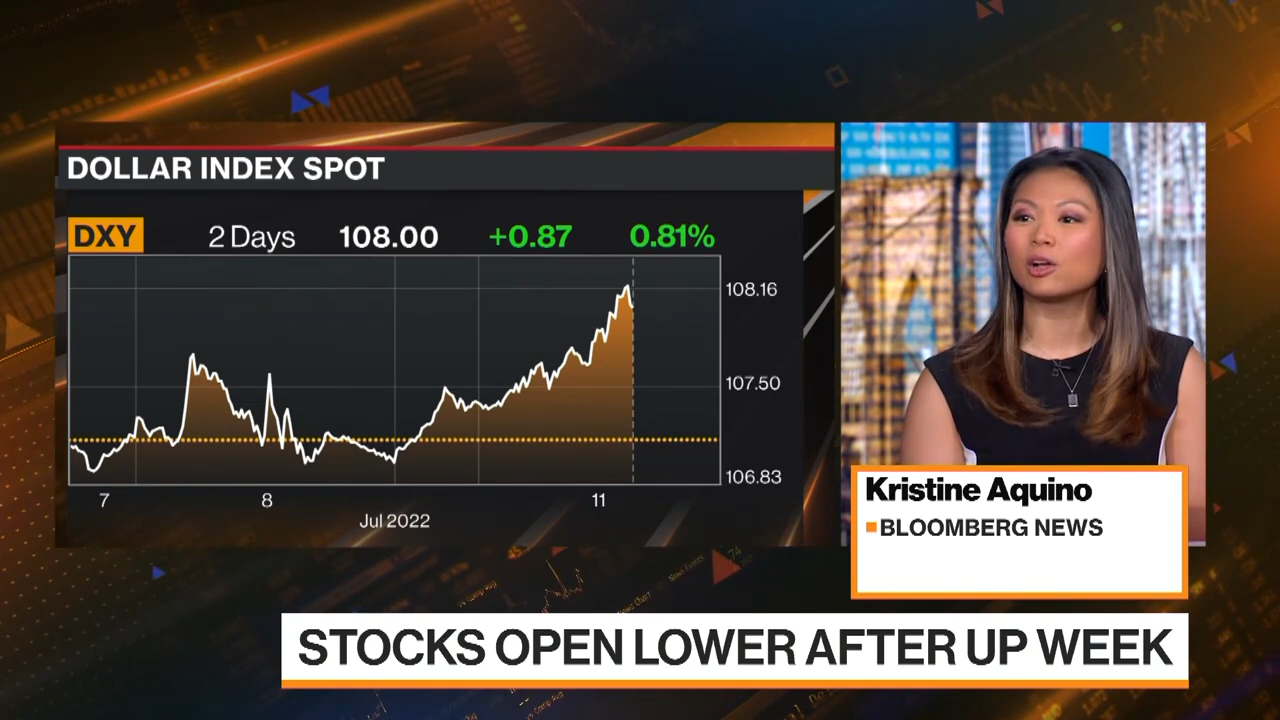 DOLLAR INDEX SPOT
DXY 2 Days 108.00 +0.87 0.81%
108.16
107.50
106.83
7 8 11
Jul 2022
Kristine Aquino
BLOOMBERG NEWS
STOCKS OPEN LOWER AFTER UP WEEK